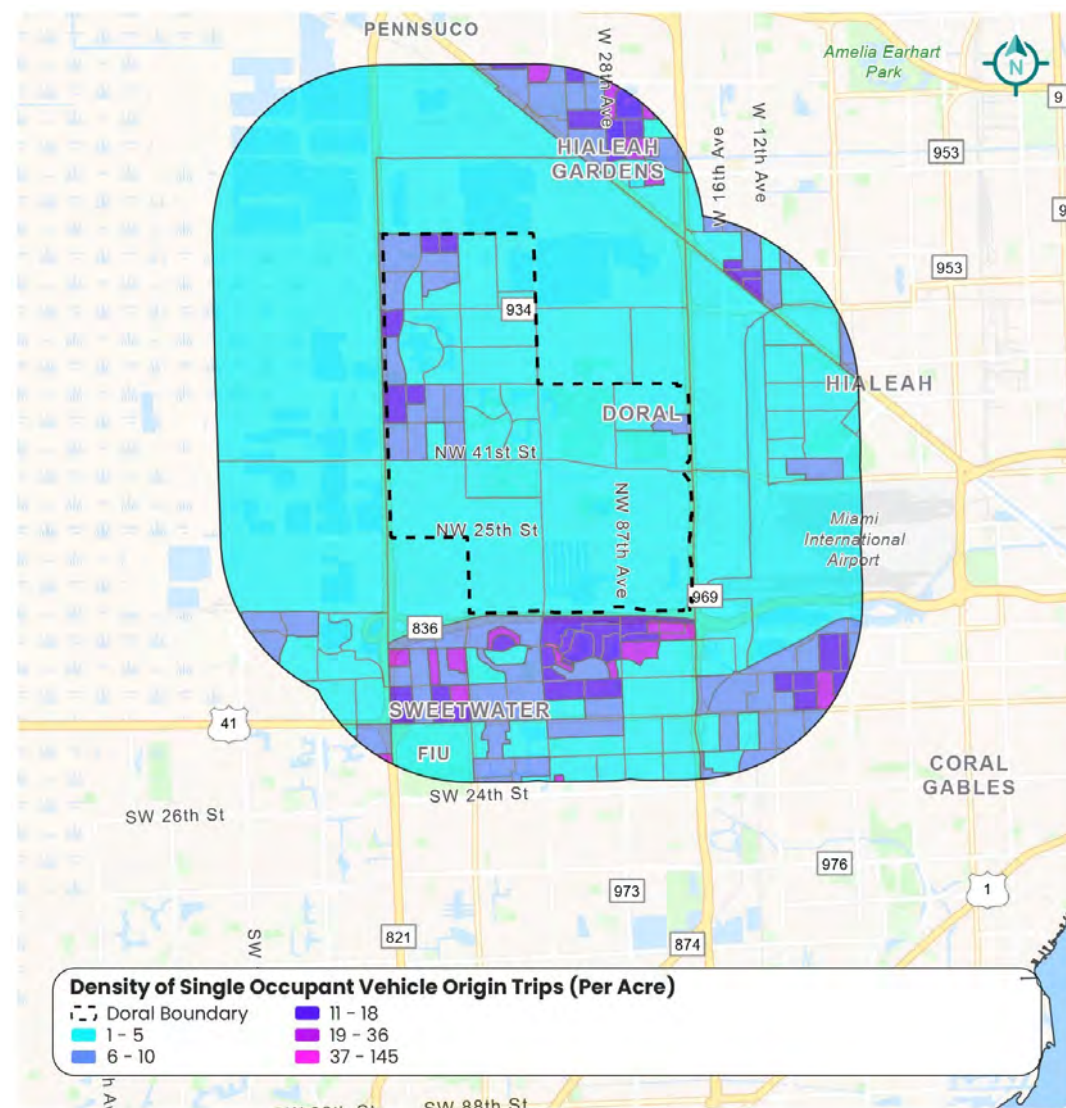 PENNSUCO
Amelia Earhart
Park
N
W 28th Ave
W 16th Ave
W 12th Ave
9
953
HIALEAH
GARDENS
9
953
934
HIALEAH
DORAL
NW 41st St
NW 25th St
NW 87th Ave
Miami
International
Airport
969
836
SWEETWATER
41
FIU
CORAL
GABLES
SW 24th St
SW 26th St
976
973
1
SW
821
874
Density of Single Occupant Vehicle Origin Trips (Per Acre)
Doral Boundary
1 - 5
6 - 10
11 - 18
19 - 36
37 - 145
SW 88th St